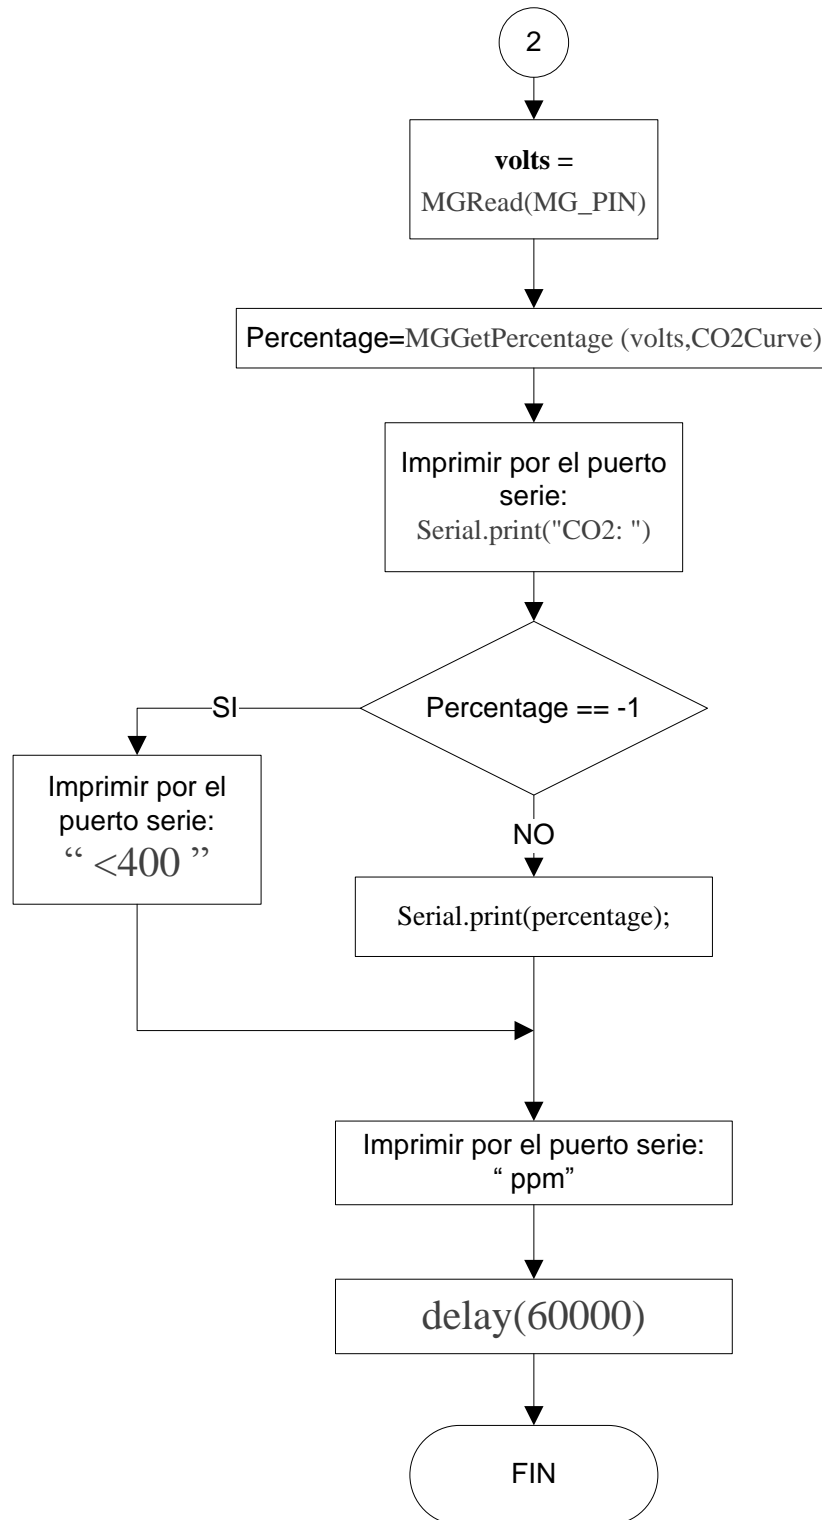 2
volts =
MGRead(MG_PIN)
Percentage=MGGetPercentage (volts,CO2Curve)
Imprimir por el puerto
serie:
Serial.print("CO2: ")
Percentage == -1
SI
Imprimir por el
puerto serie:
“ <400 ”
NO
Serial.print(percentage);
Imprimir por el puerto serie:
“ ppm”
delay(60000)
FIN